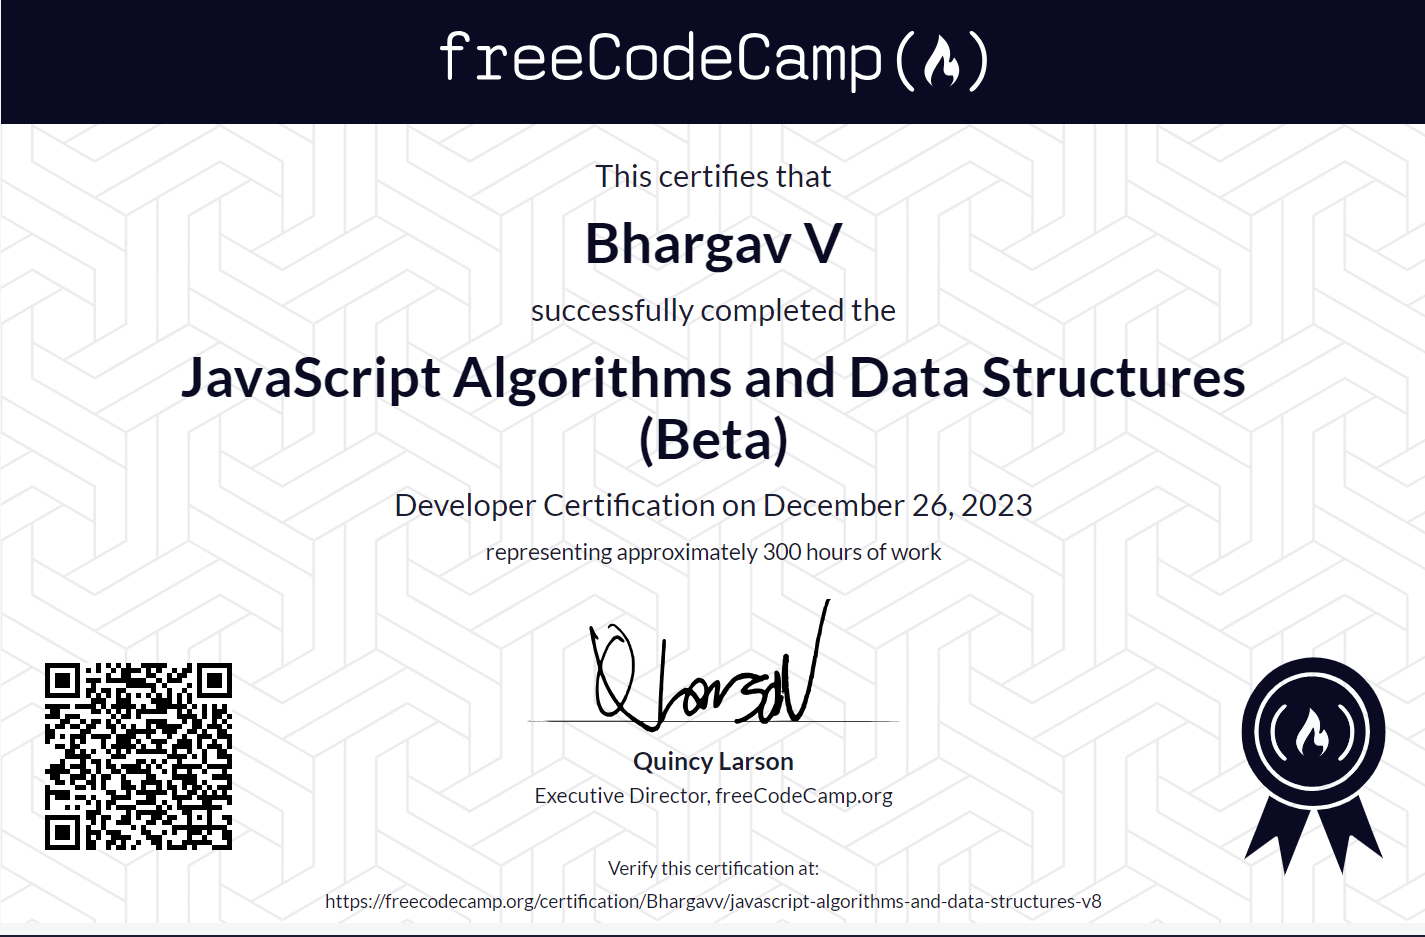 freeCodeCamp
This certifies that
Bhargav V
successfully completed the
JavaScript Algorithms and Data Structures
(Beta)
Developer Certification on December 26, 2023
representing approximately 300 hours of work
Quincy Larson
Executive Director, freeCodeCamp.org
Verify this certification at:
https://freecodecamp.org/certification/Bhargavv/javascript-algorithms-and-data-structures-v8